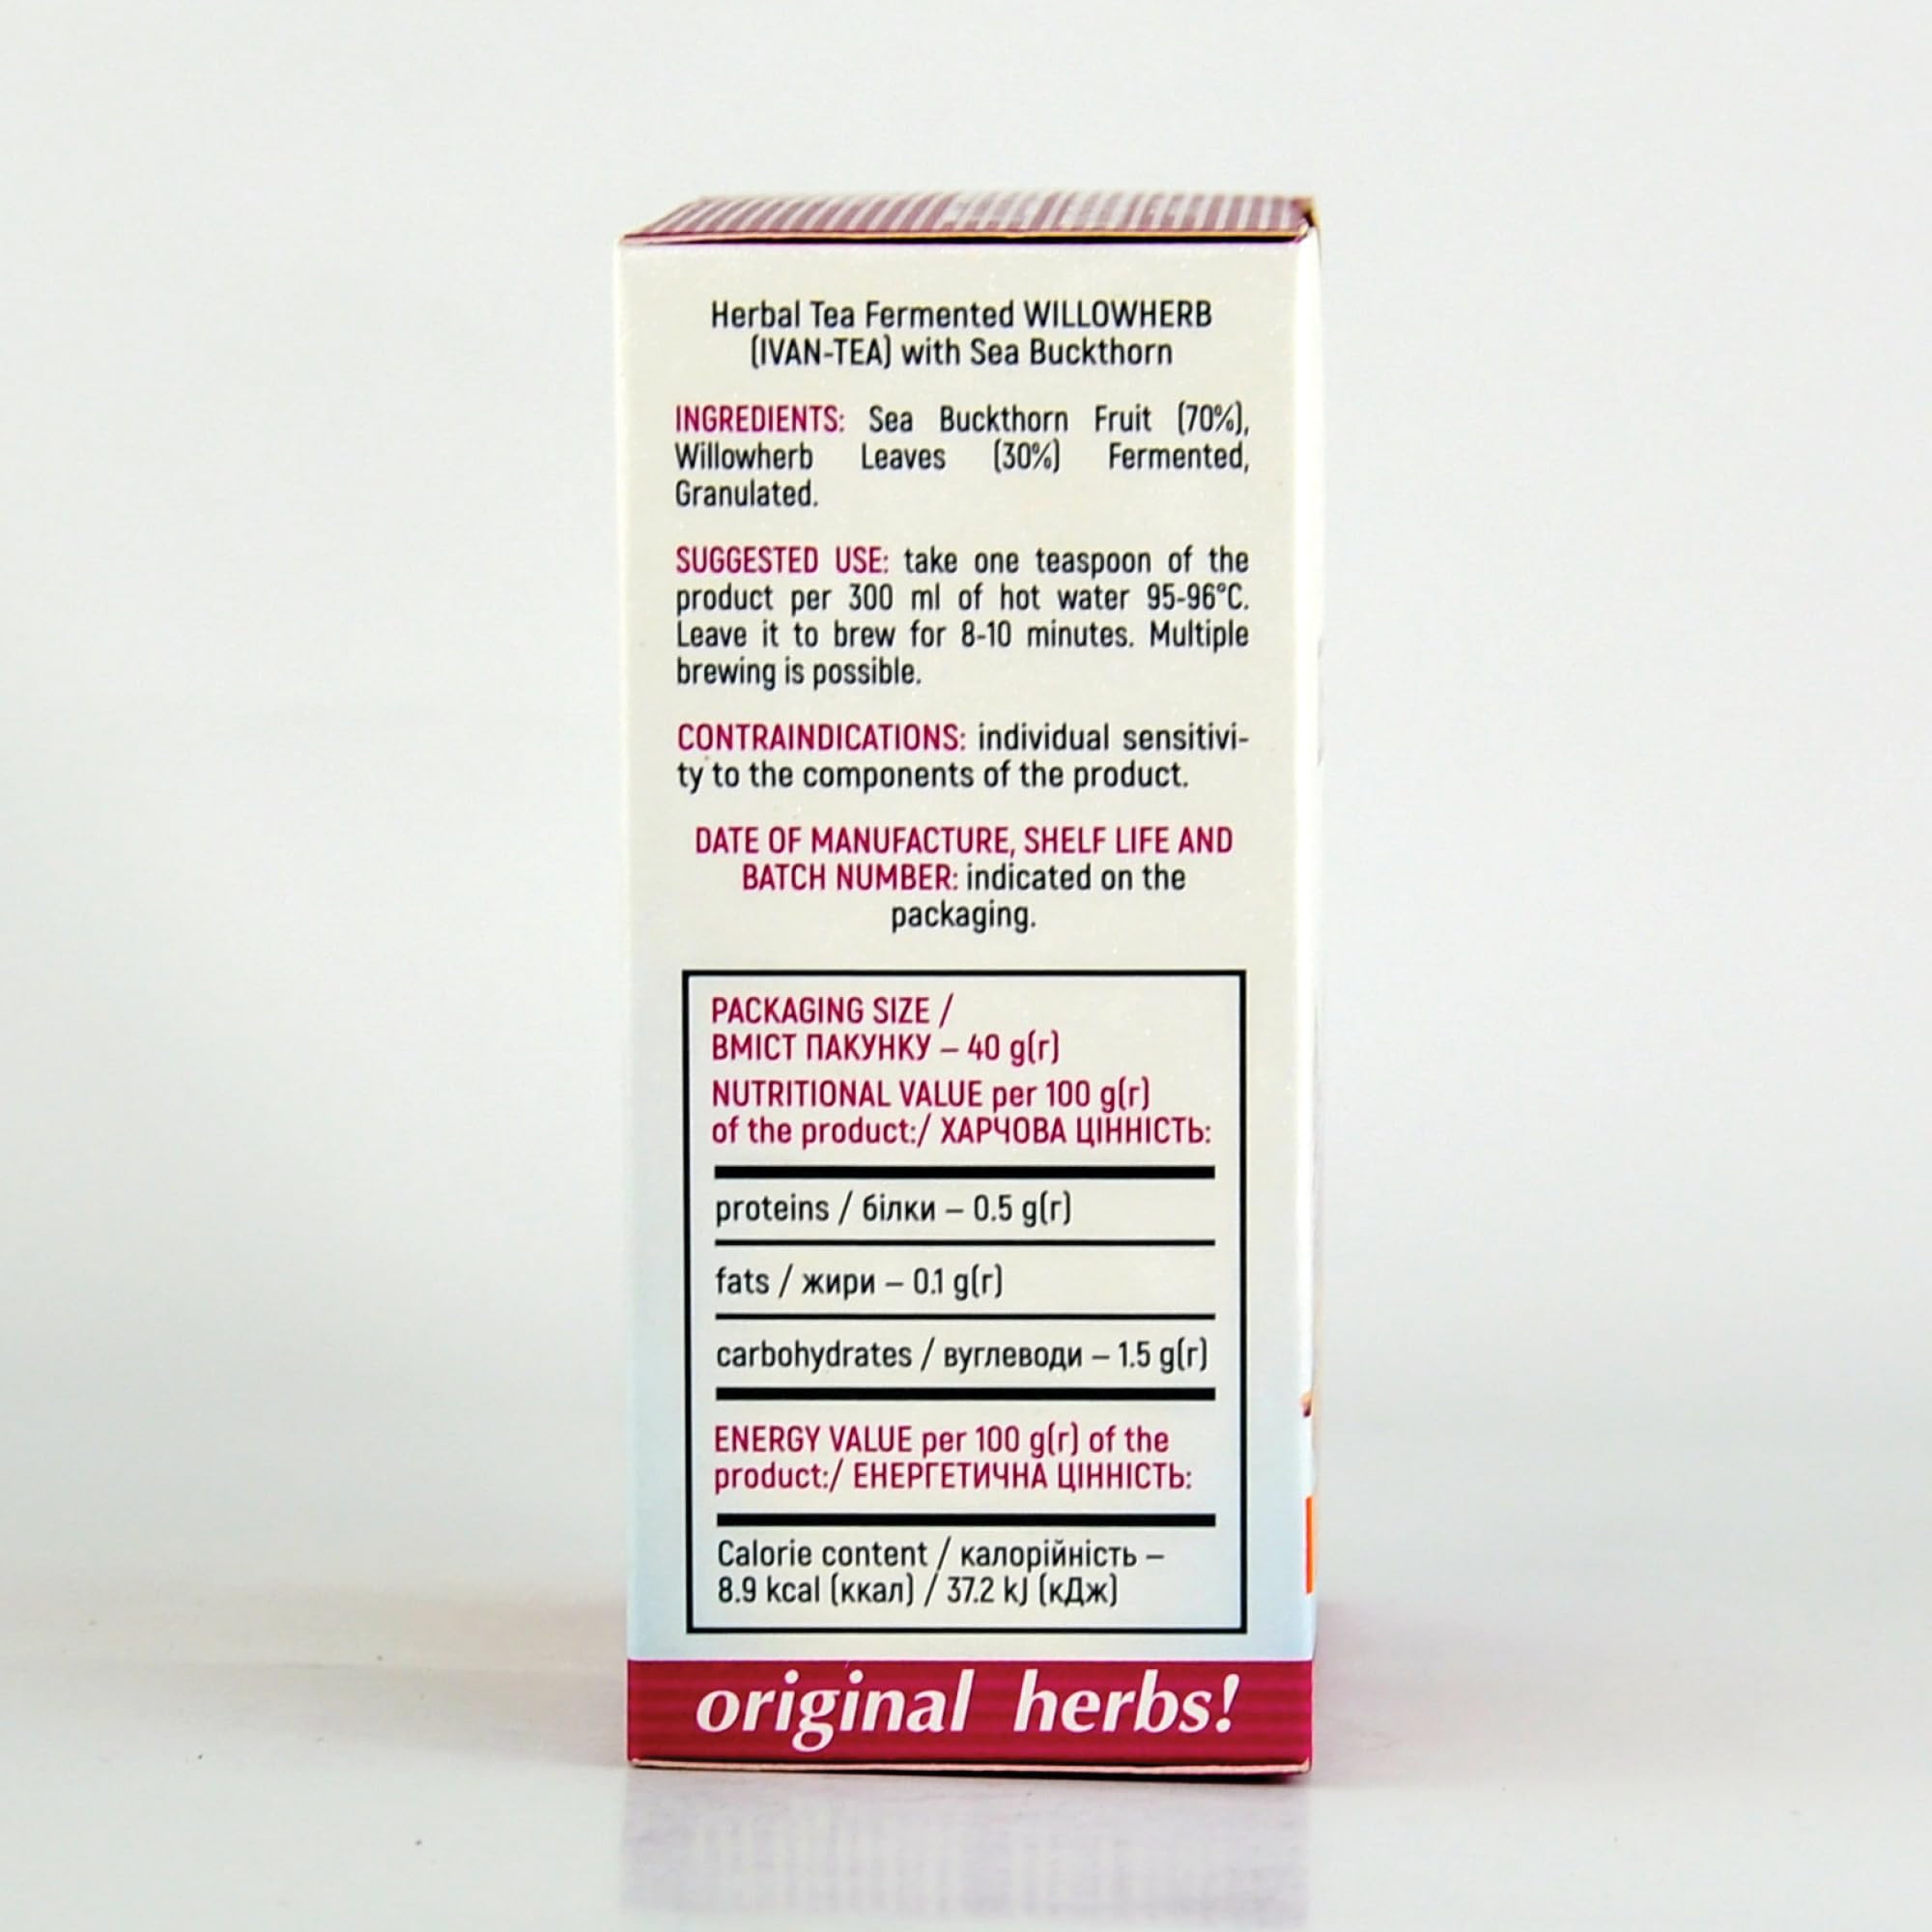 Herbal Tea Fermented WILLOWHERB
(IVAN-TEA) with Sea Buckthorn
INGREDIENTS: Sea Buckthorn Fruit (70%),
Willowherb Leaves (30%) Fermented,
Granulated.
SUGGESTED USE: take one teaspoon of the
product per 300 ml of hot water 95-96°C.
Leave it to brew for 8-10 minutes. Multiple
brewing is possible.
CONTRAINDICATIONS: individual sensitivi-
ty to the components of the product.
DATE OF MANUFACTURE, SHELF LIFE AND
BATCH NUMBER: indicated on the
packaging.
PACKAGING SIZE /
ВМІСТ ПАКУНКУ – 40 g(г)
NUTRITIONAL VALUE per 100 g(г)
of the product:/ ХАРЧОВА ЦІННІСТЬ:
proteins / білки – 0.5 g(г)
fats / жири – 0.1 g(г)
carbohydrates / вуглеводи – 1.5 g(г)
ENERGY VALUE per 100 g(г) of the
product:/ ЕНЕРГЕТИЧНА ЦІННІСТЬ:
Calorie content / калорійність –
8.9 kcal (ккал) / 37.2 kJ (кДж)
original herbs!